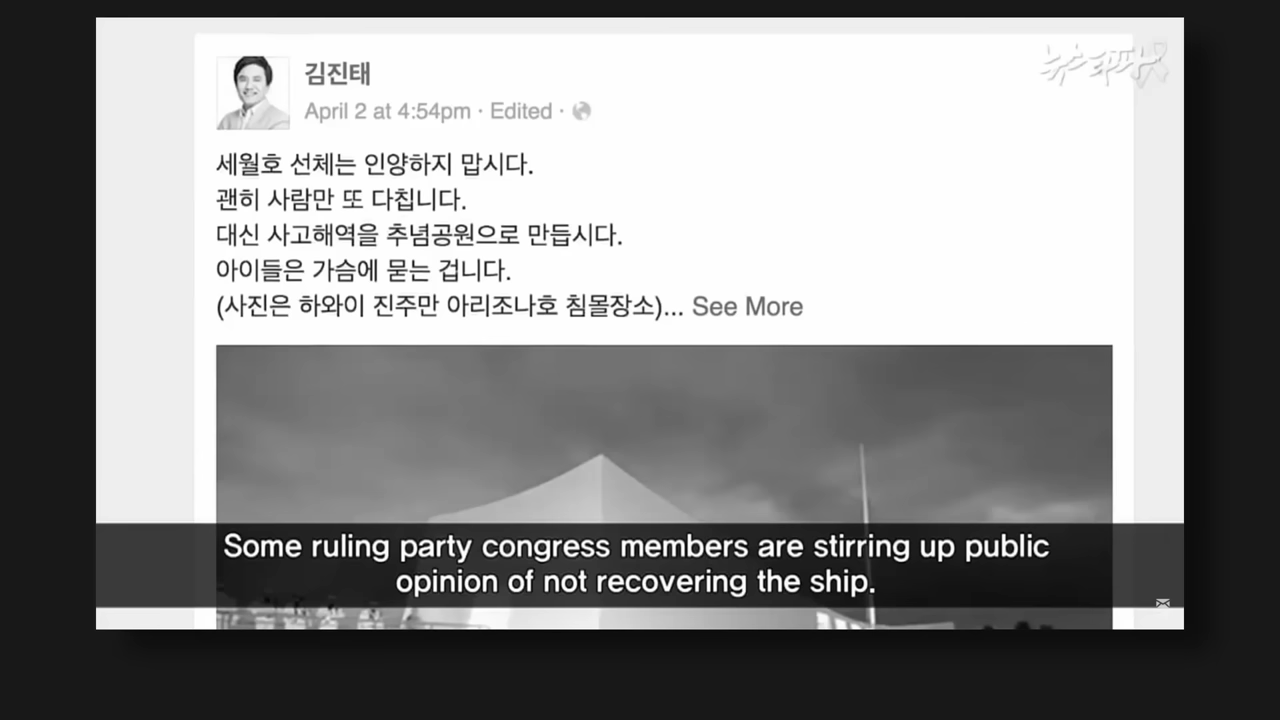 김진태
뉴스타파
April 2 at 4:54pm · Edited ·
세월호 선체는 인양하지 맙시다.
괜히 사람만 또 다칩니다.
대신 사고해역을 추념공원으로 만듭시다.
아이들은 가슴에 묻는 겁니다.
(사진은 하와이 진주만 아리조나호 침몰장소)... See More
Some ruling party congress members are stirring up public
opinion of not recovering the ship.